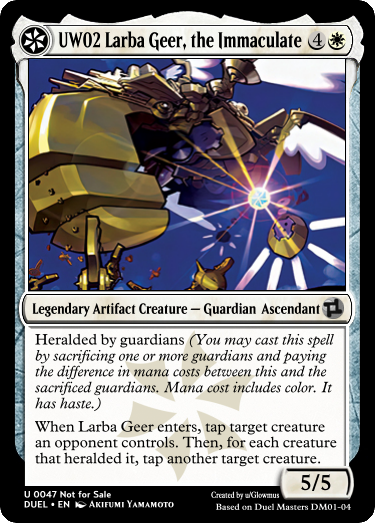 UW02 Larba Geer, the Immaculate 4
Legendary Artifact Creature — Guardian Ascendant
Heralded by guardians (You may cast this spell
by sacrificing one or more guardians and paying
the difference in mana costs between this and the
sacrificed guardians. Mana cost includes color. It
has haste.)
When Larba Geer enters, tap target creature
an opponent controls. Then, for each creature
that heralded it, tap another target creature.
5/5
U 0047 Not for Sale
Created by u/Glowmus
DUEL • EN Akifumi Yamamoto
Based on Duel Masters DM01-04